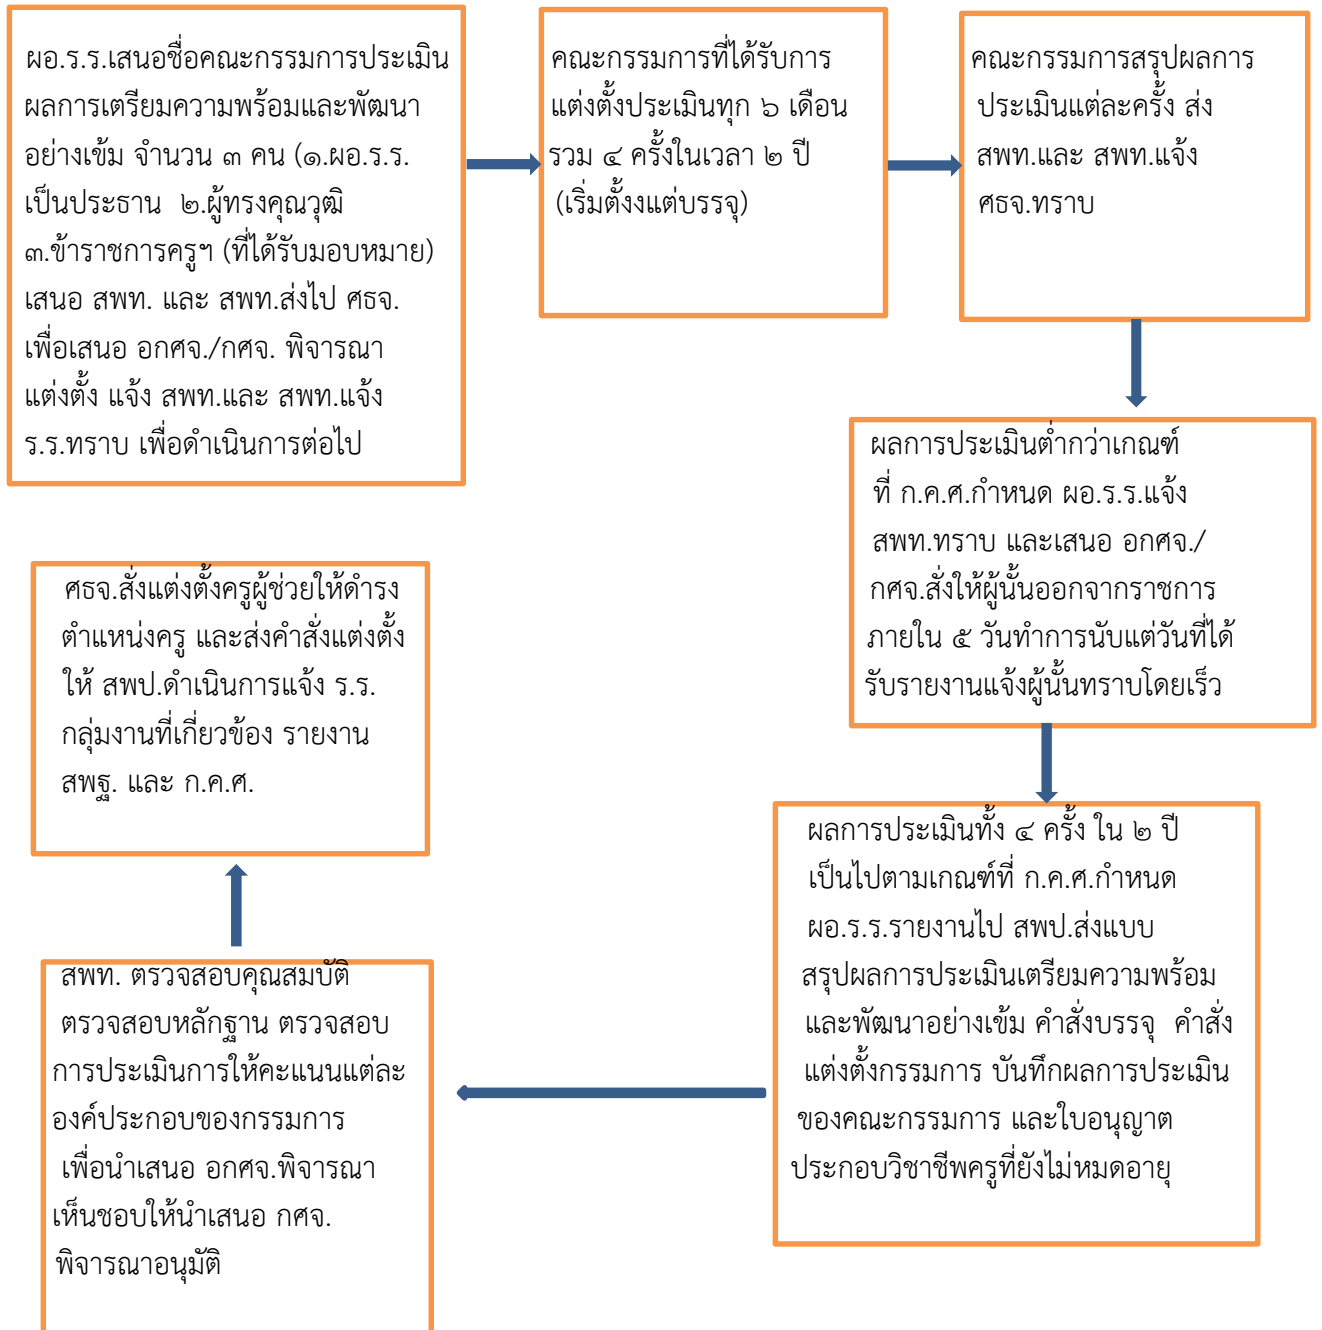 ผอ.ร.ร.เสนอชื่อคณะกรรมการประเมิน
ผลการเตรียมความพร้อมและพัฒนา
อย่างเข้ม จำนวน ๓ คน (๑.ผอ.ร.ร.
เป็นประธาน ๒.ผู้ทรงคุณวุฒิ
๓.ข้าราชการครูฯ (ที่ได้รับมอบหมาย)
เสนอ สพท. และ สพท.ส่งไป ศธจ.
เพื่อเสนอ อกศจ./กศจ. พิจารณา
แต่งตั้ง แจ้ง สพท.และ สพท.แจ้ง
ร.ร.ทราบ เพื่อดำเนินการต่อไป
คณะกรรมการที่ได้รับการ
แต่งตั้งประเมินทุก ๖ เดือน
รวม ๔ ครั้งในเวลา ๒ ปี
(เริ่มตั้งงแต่บรรจุ)
คณะกรรมการสรุปผลการ
ประเมินแต่ละครั้ง ส่ง
สพท.และ สพท.แจ้ง
ศธจ.ทราบ
ผลการประเมินต่ำกว่าเกณฑ์
ที่ ก.ค.ศ.กำหนด ผอ.ร.ร.แจ้ง
สพท.ทราบ และเสนอ อกศจ./
กศจ.สั่งให้ผู้นั้นออกจากราชการ
ภายใน ๕ วันทำการนับแต่วันที่ได้
รับรายงานแจ้งผู้นั้นทราบโดยเร็ว
ผลการประเมินทั้ง ๔ ครั้ง ใน ๒ ปี
เป็นไปตามเกณฑ์ที่ ก.ค.ศ.กำหนด
ผอ.ร.ร.รายงานไป สพป.ส่งแบบ
สรุปผลการประเมินเตรียมความพร้อม
และพัฒนาอย่างเข้ม คำสั่งบรรจุ คำสั่ง
แต่งตั้งกรรมการ บันทึกผลการประเมิน
ของคณะกรรมการ และใบอนุญาต
ประกอบวิชาชีพครูที่ยังไม่หมดอายุ
สพท. ตรวจสอบคุณสมบัติ
ตรวจสอบหลักฐาน ตรวจสอบ
การประเมินการให้คะแนนแต่ละ
องค์ประกอบของกรรมการ
เพื่อนำเสนอ อกศจ.พิจารณา
เห็นชอบให้นำเสนอ กศจ.
พิจารณาอนุมัติ
ศธจ.สั่งแต่งตั้งครูผู้ช่วยให้ดำรง
ตำแหน่งครู และส่งคำสั่งแต่งตั้ง
ให้ สพป.ดำเนินการแจ้ง ร.ร.
กลุ่มงานที่เกี่ยวข้อง รายงาน
สพฐ. และ ก.ค.ศ.